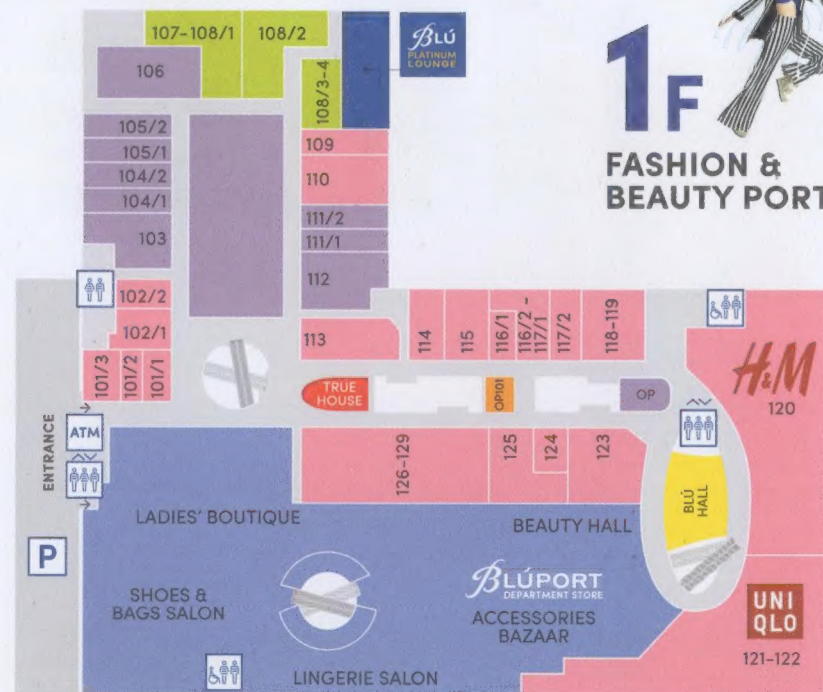 107-108/1
108/2
BLÚ
PLATINUM
LOUNGE
106
108/3-4
1F
FASHION &
BEAUTY PORT
105/2
105/1
104/2
104/1
103
109
110
111/2
111/1
112
102/2
102/1
101/3
101/2
101/1
113
114
115
116/1
116/2 -
117/1
117/2
118-119
H&M
120
TRUE
HOUSE
OP101
OP
ENTRANCE
ATM
126-129
125
124
123
BLÚ
HALL
P
LADIES' BOUTIQUE
BEAUTY HALL
SHOES &
BAGS SALON
BLÚPORT
DEPARTMENT STORE
ACCESSORIES
BAZAAR
LINGERIE SALON
UNI
QLO
121-122